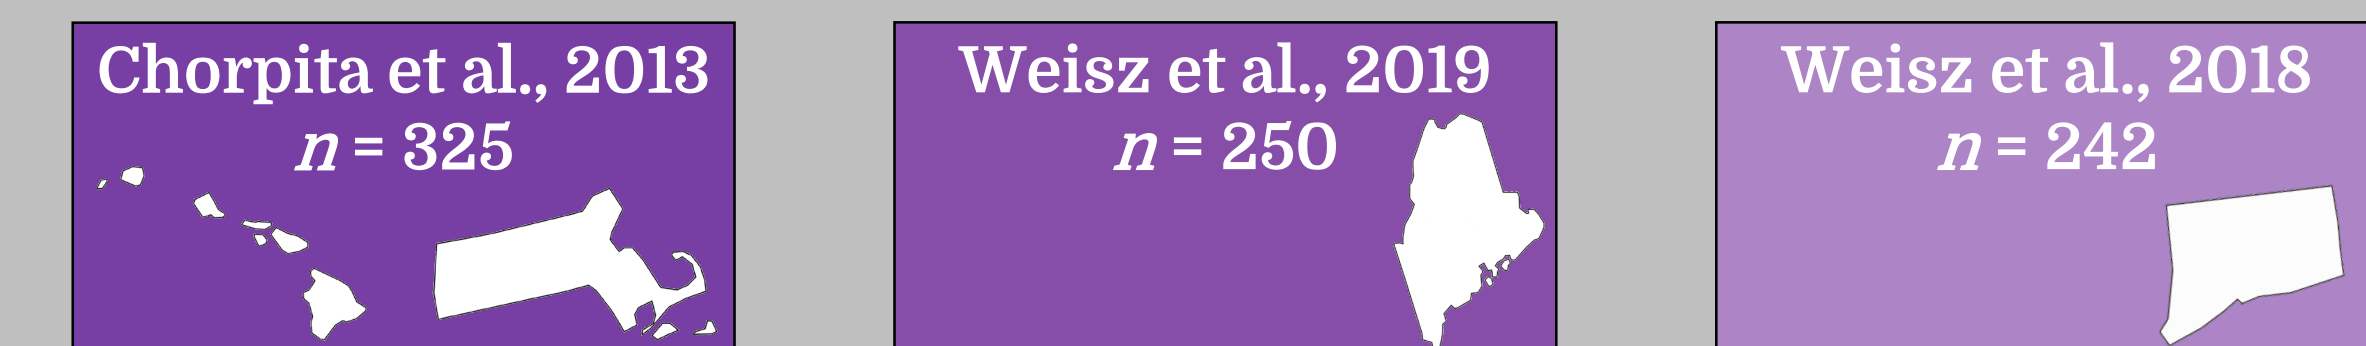 Chorpita et al., 2013
n = 325
Weisz et al., 2019
n = 250
Weisz et al., 2018
n = 242